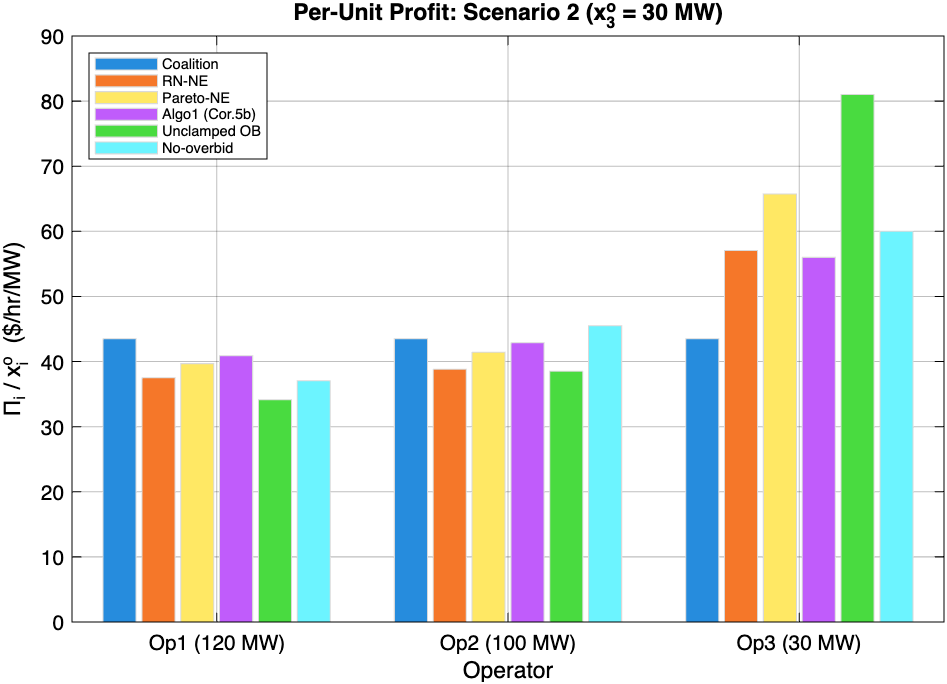 Per-Unit Profit: Scenario 2 (x₃ᵒ = 30 MW)
90
80
70
60
50
40
30
20
10
0
Coalition
RN-NE
Pareto-NE
Algo1 (Cor.5b)
Unclamped OB
No-overbid
Πᵢ / xᵢᵒ ($/hr/MW)
Op1 (120 MW)
Op2 (100 MW)
Op3 (30 MW)
Operator